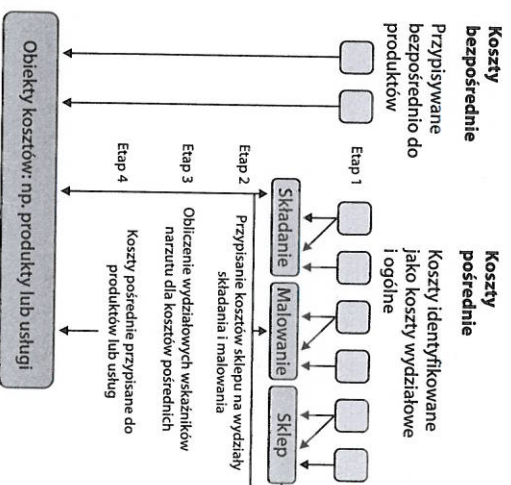 Koszty
bezpośrednie
Przypisywane
bezpośrednio do
produktów
Koszty
pośrednie
Koszty identyfikowane
jako koszty wydziałowe
i ogólne
Etap 1
Składanie
Malowanie
Sklep
Etap 2
Przypisanie kosztów sklepu na wydziały
składania i malowania
Etap 3
Obliczenie wydziałowych wskaźników
narzutu dla kosztów pośrednich
Etap 4
Koszty pośrednie przypisane do
produktów lub usług
Obiekty kosztów: np. produkty lub usługi